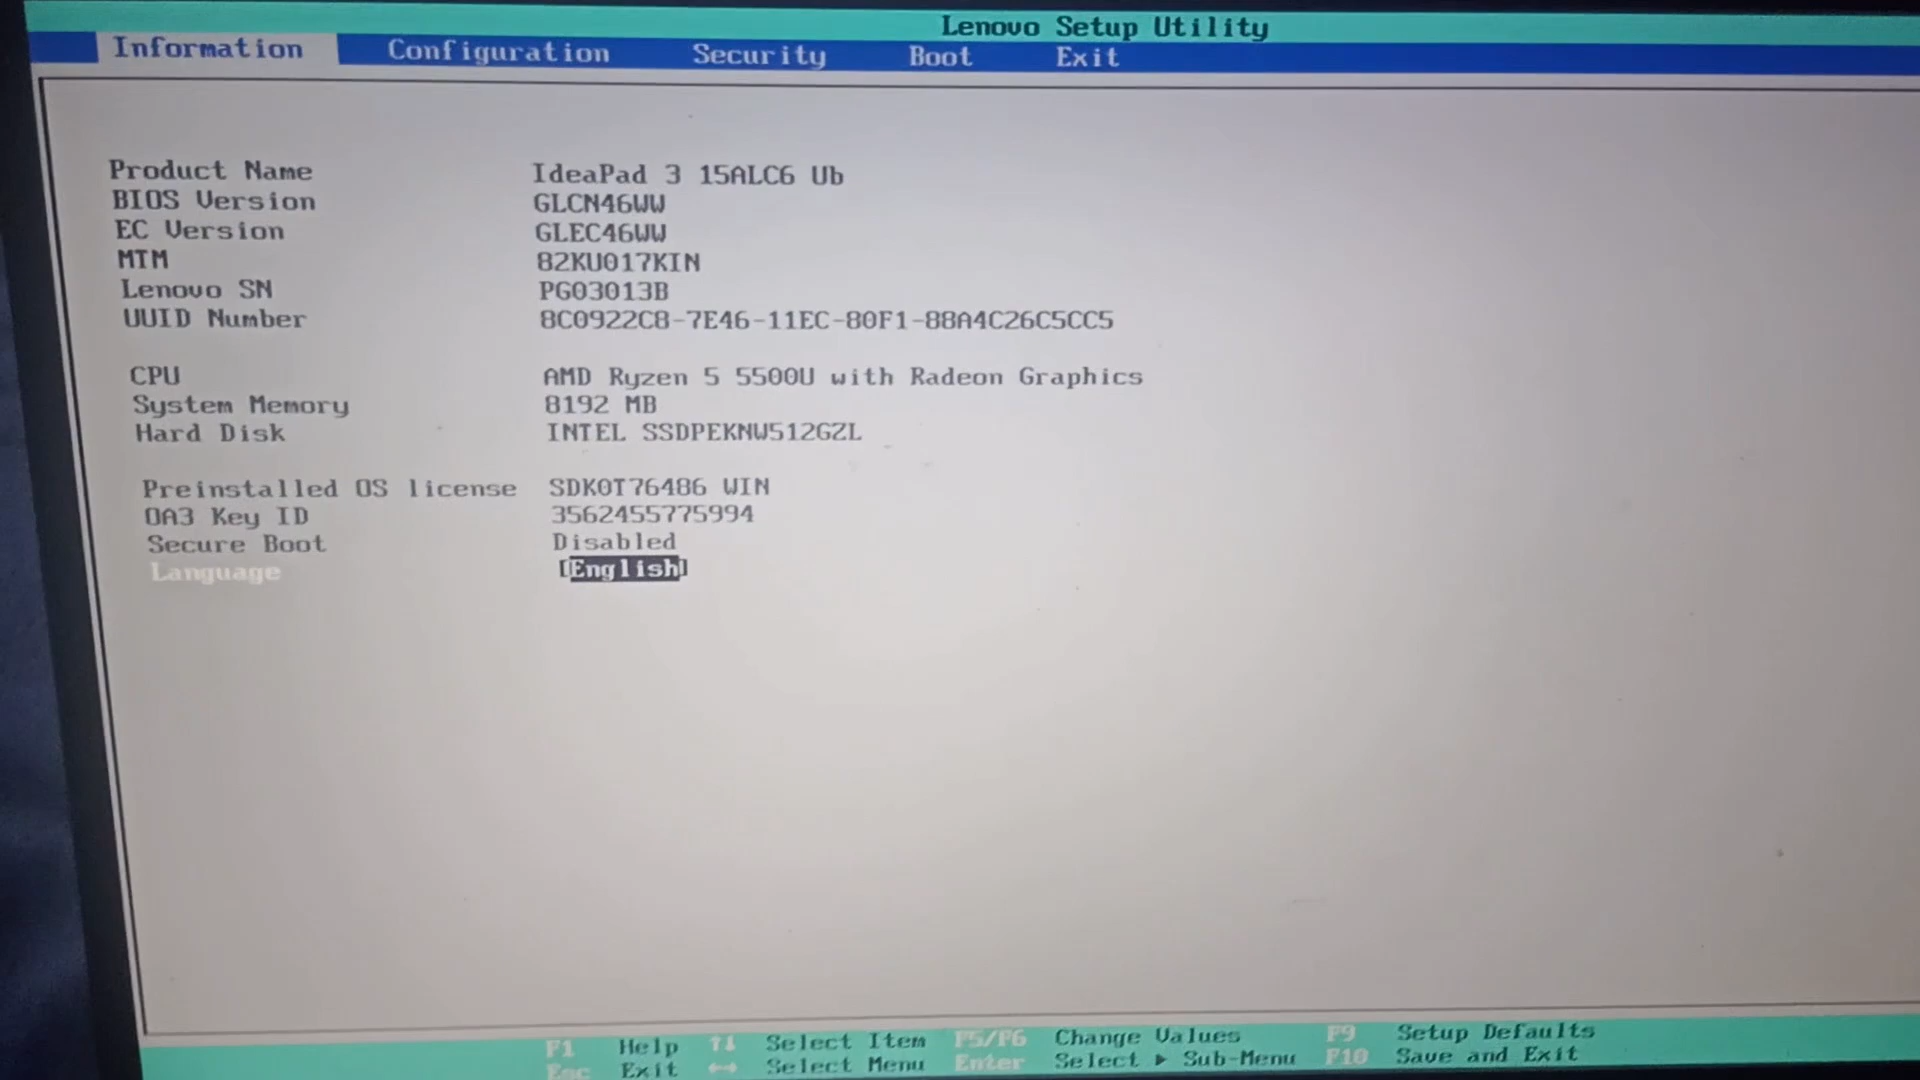 Lenovo Setup Utility
Information Configuration Security Boot Exit
Product Name IdeaPad 3 15ALC6 Ub
BIOS Version GLCN46WW
EC Version GLEC46WW
MTM 82KU017KIN
Lenovo SN PG03013B
UUID Number 8C0922C8-7E46-11EC-80F1-88A4C26C5CC5
CPU AMD Ryzen 5 5500U with Radeon Graphics
System Memory 8192 MB
Hard Disk INTEL SSDPEKNW512GZL
Preinstalled OS license SDK0T76486 WIN
OA3 Key ID 3562455775994
Secure Boot Disabled
Language [English]
F1 Help ↑↓ Select Item F5/F6 Change Values F9 Setup Defaults
Esc Exit ↔ Select Menu Enter Select ▶ Sub-Menu F10 Save and Exit